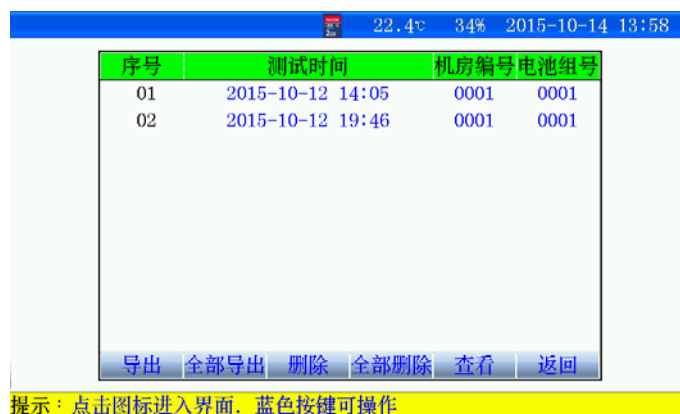 22.4℃ 34% 2015-10-14 13:58
序号 测试时间 机房编号 电池组号
01 2015-10-12 14:05 0001 0001
02 2015-10-12 19:46 0001 0001
导出 全部导出 删除 全部删除 查看 返回
提示：点击图标进入界面．蓝色按键可操作